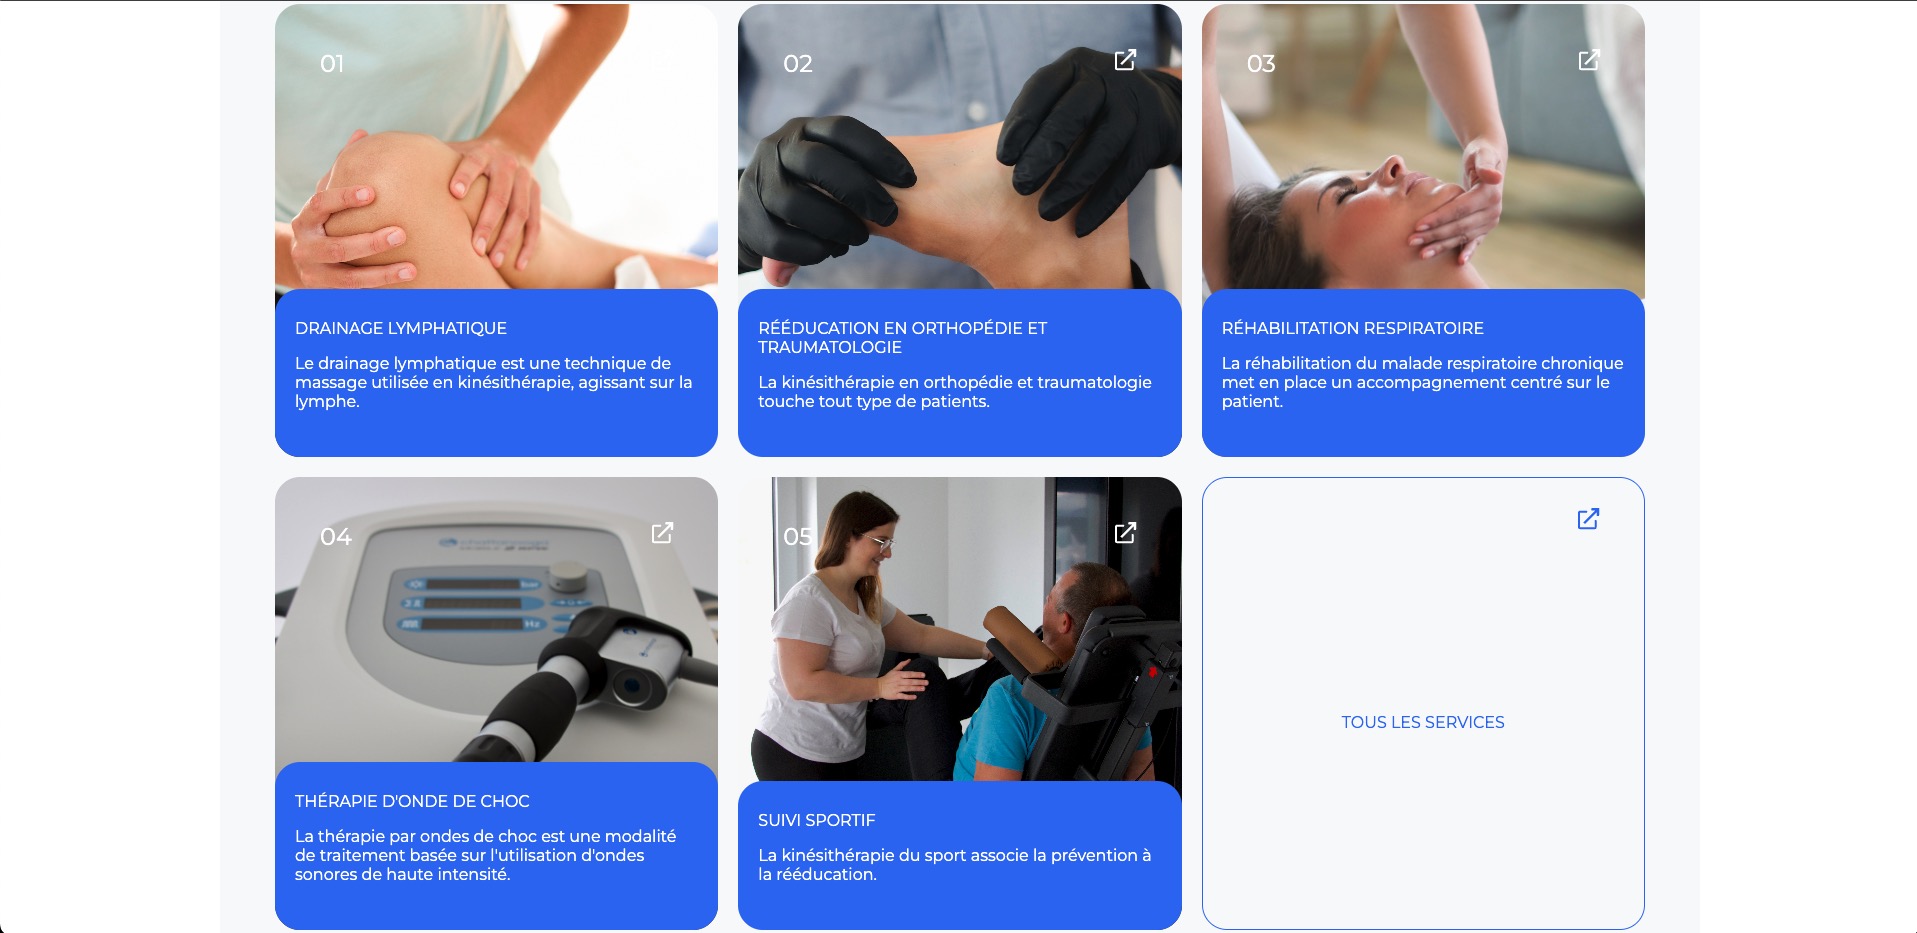 01
02
03
DRAINAGE LYMPHATIQUE
Le drainage lymphatique est une technique de
massage utilisée en kinésithérapie, agissant sur la
lymphe.
RÉÉDUCATION EN ORTHOPÉDIE ET
TRAUMATOLOGIE
La kinésithérapie en orthopédie et traumatologie
touche tout type de patients.
RÉHABILITATION RESPIRATOIRE
La réhabilitation du malade respiratoire chronique
met en place un accompagnement centré sur le
patient.
04
05
THÉRAPIE D'ONDE DE CHOC
La thérapie par ondes de choc est une modalité
de traitement basée sur l'utilisation d'ondes
sonores de haute intensité.
SUIVI SPORTIF
La kinésithérapie du sport associe la prévention à
la rééducation.
TOUS LES SERVICES